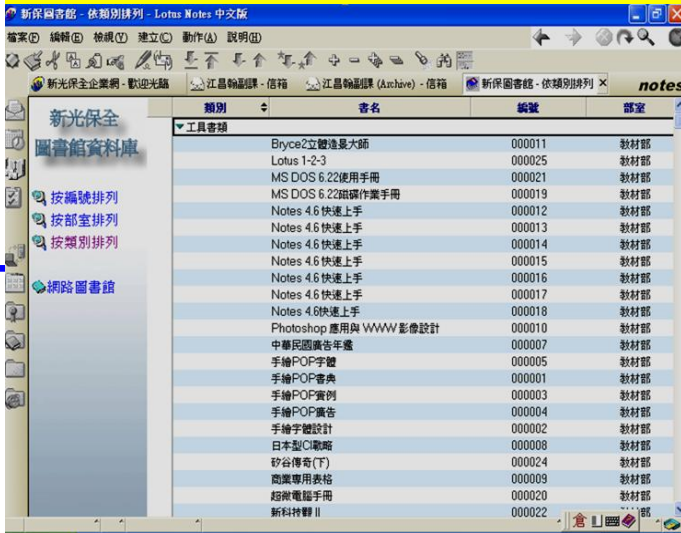 新保圖書館 - 依類別排列 - Lotus Notes 中文版
檔案(F) 編輯(E) 檢視(V) 建立(C) 動作(A) 說明(H)
新光保全企業網 - 歡迎光臨 江昌翰副課 - 信箱 江昌翰副課 (Archive) - 信箱 新保圖書館 - 依類別排列 notes
新光保全
圖書館資料庫
按編號排列
按部室排列
按類別排列
網路圖書館
類別 書名 編號 部室
工具書類
Bryce2立體造景大師 000011 教材部
Lotus 1-2-3 000025 教材部
MS DOS 6.22使用手冊 000021 教材部
MS DOS 6.22磁碟作業手冊 000019 教材部
Notes 4.6 快速上手 000012 教材部
Notes 4.6 快速上手 000013 教材部
Notes 4.6 快速上手 000014 教材部
Notes 4.6 快速上手 000015 教材部
Notes 4.6 快速上手 000016 教材部
Notes 4.6 快速上手 000017 教材部
Notes 4.6快速上手 000018 教材部
Photoshop 應用與 WWW 影像設計 000010 教材部
中華民國廣告年鑑 000007 教材部
手繪POP字體 000005 教材部
手繪POP書典 000001 教材部
手繪POP實例 000003 教材部
手繪POP廣告 000004 教材部
手繪字體設計 000002 教材部
日本型CI戰略 000008 教材部
矽谷傳奇(下) 000024 教材部
商業專用表格 000009 教材部
超微電腦手冊 000020 教材部
新科技觀 II 000022 部
倉